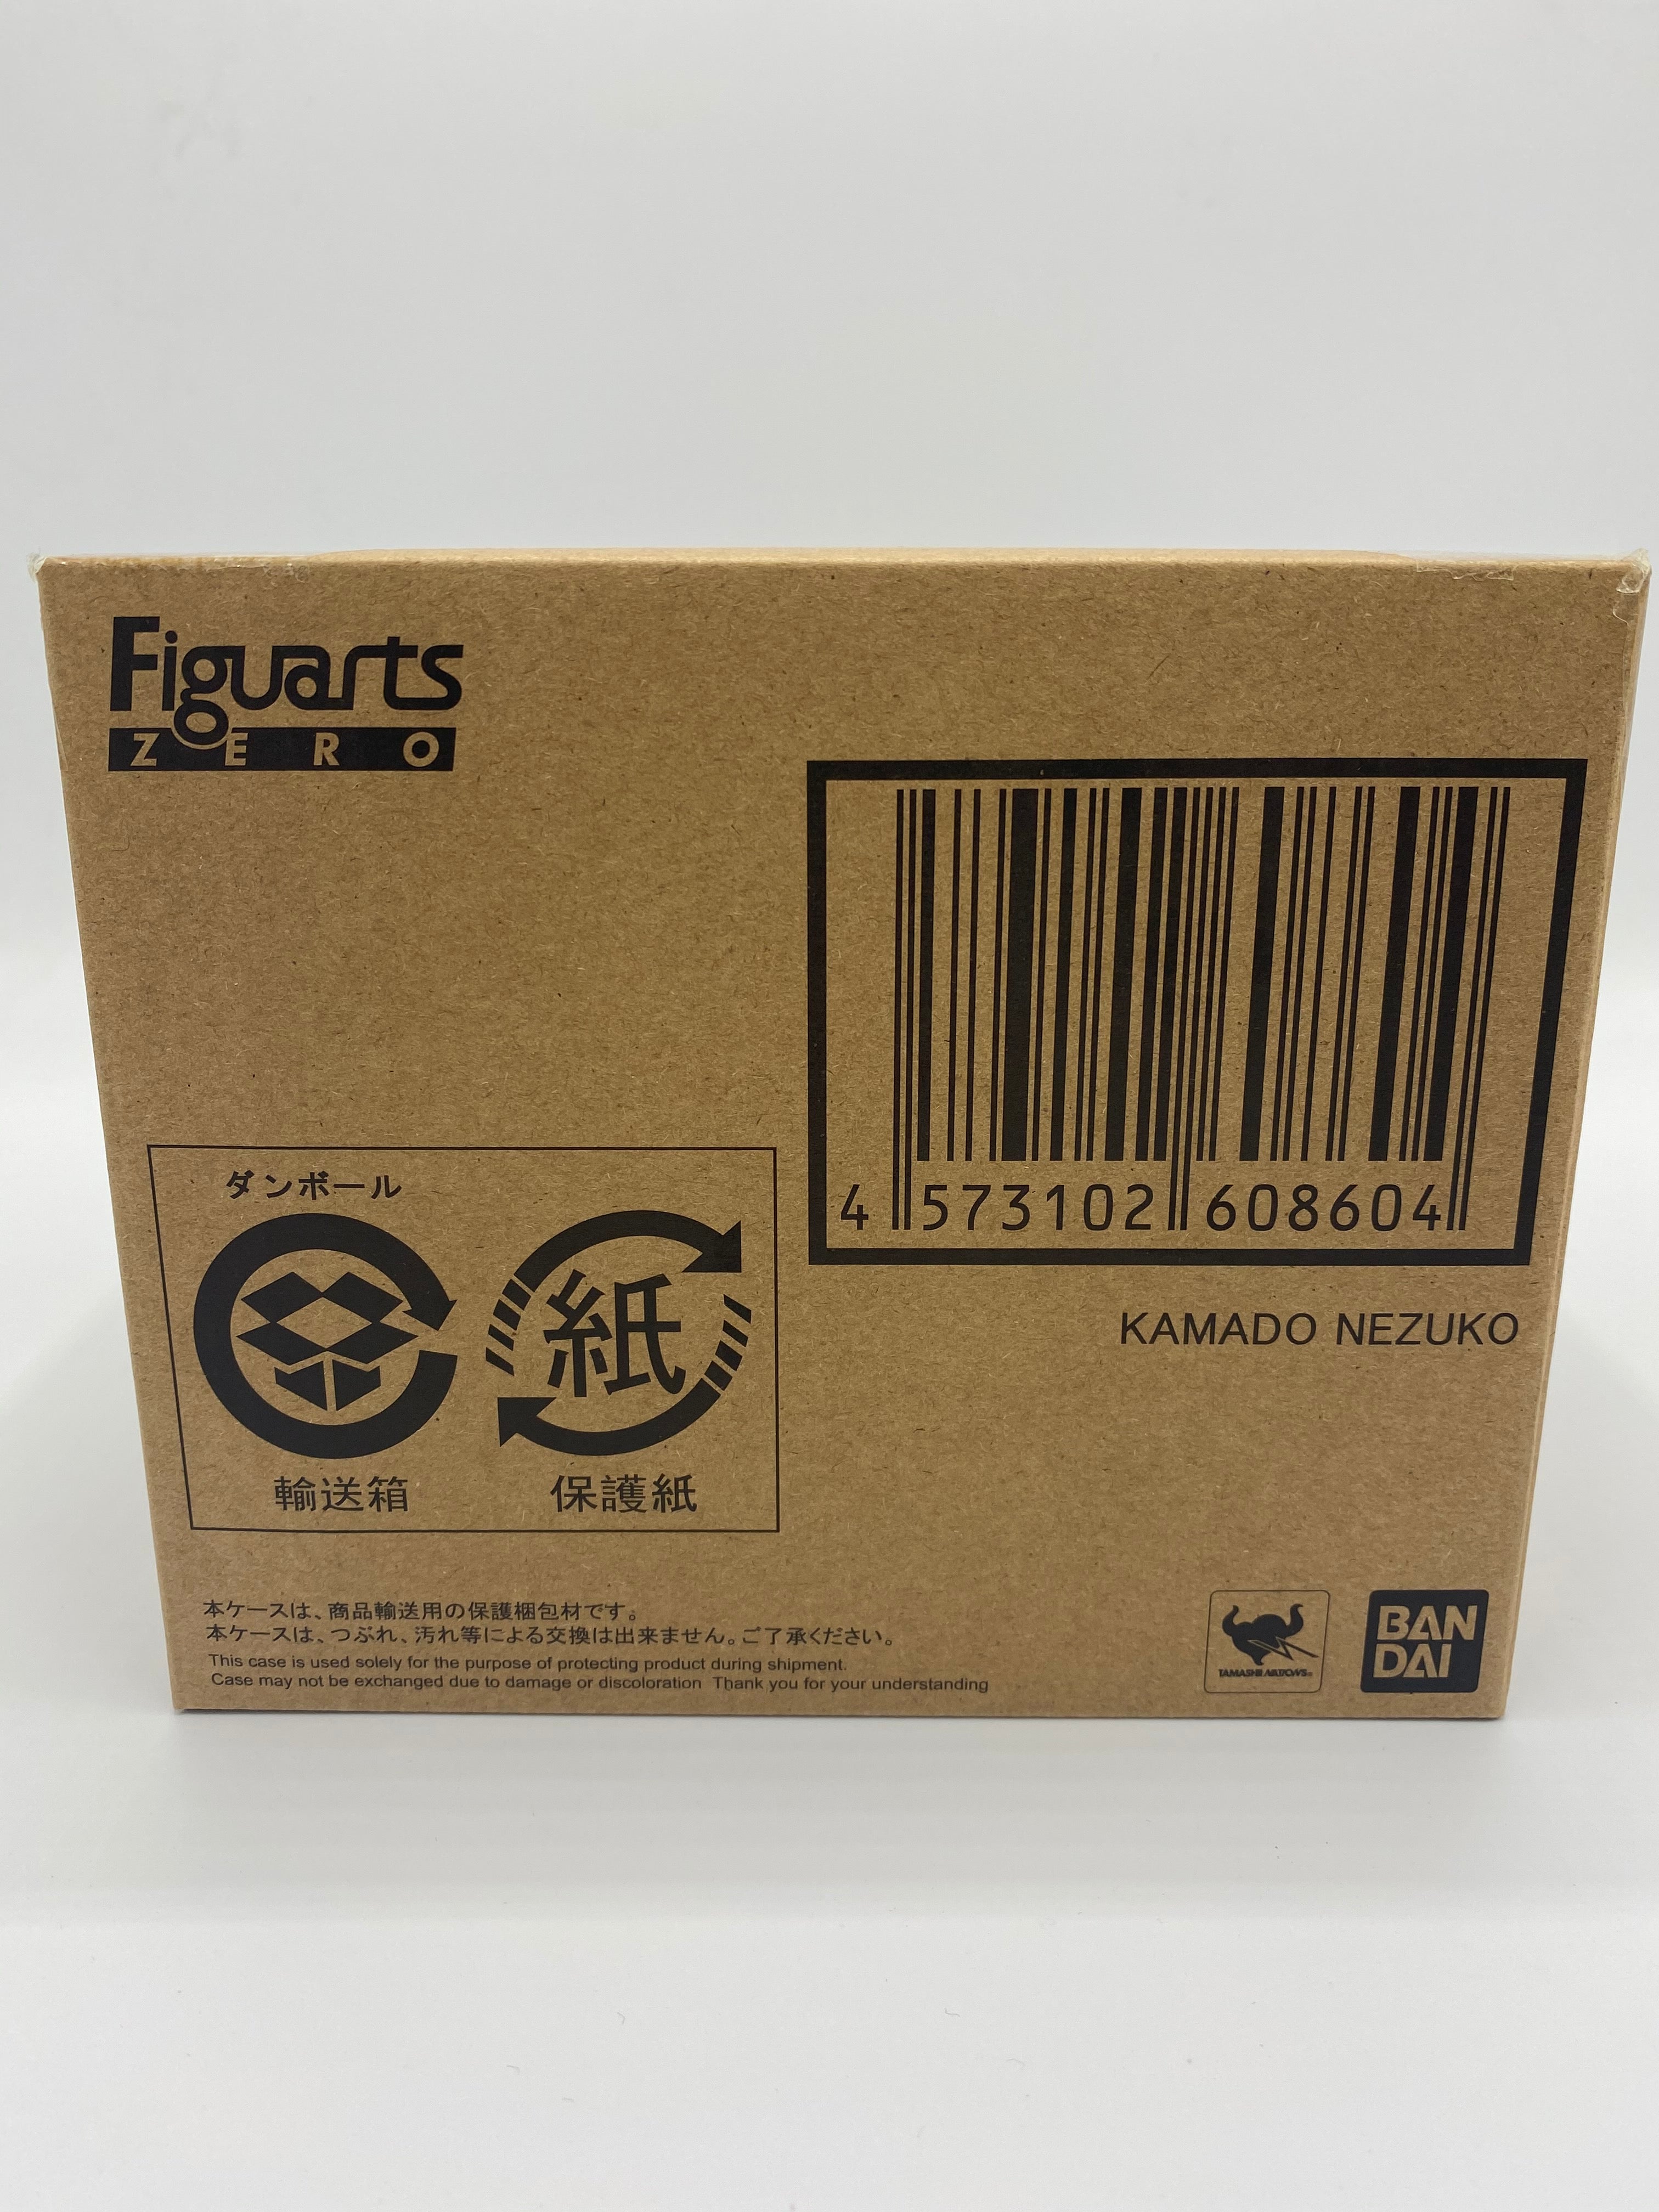 Figuarts
ZERO
4 573102 608604
KAMADO NEZUKO
ダンボール
紙
輸送箱
保護紙
本ケースは、商品輸送用の保護梱包材です。
本ケースは、つぶれ、汚れ等による交換は出来ません。ご了承ください。
This case is used solely for the purpose of protecting product during shipment.
Case may not be exchanged due to damage or discoloration Thank you for your understanding
TAMASHII NATIONS
BAN
DAI